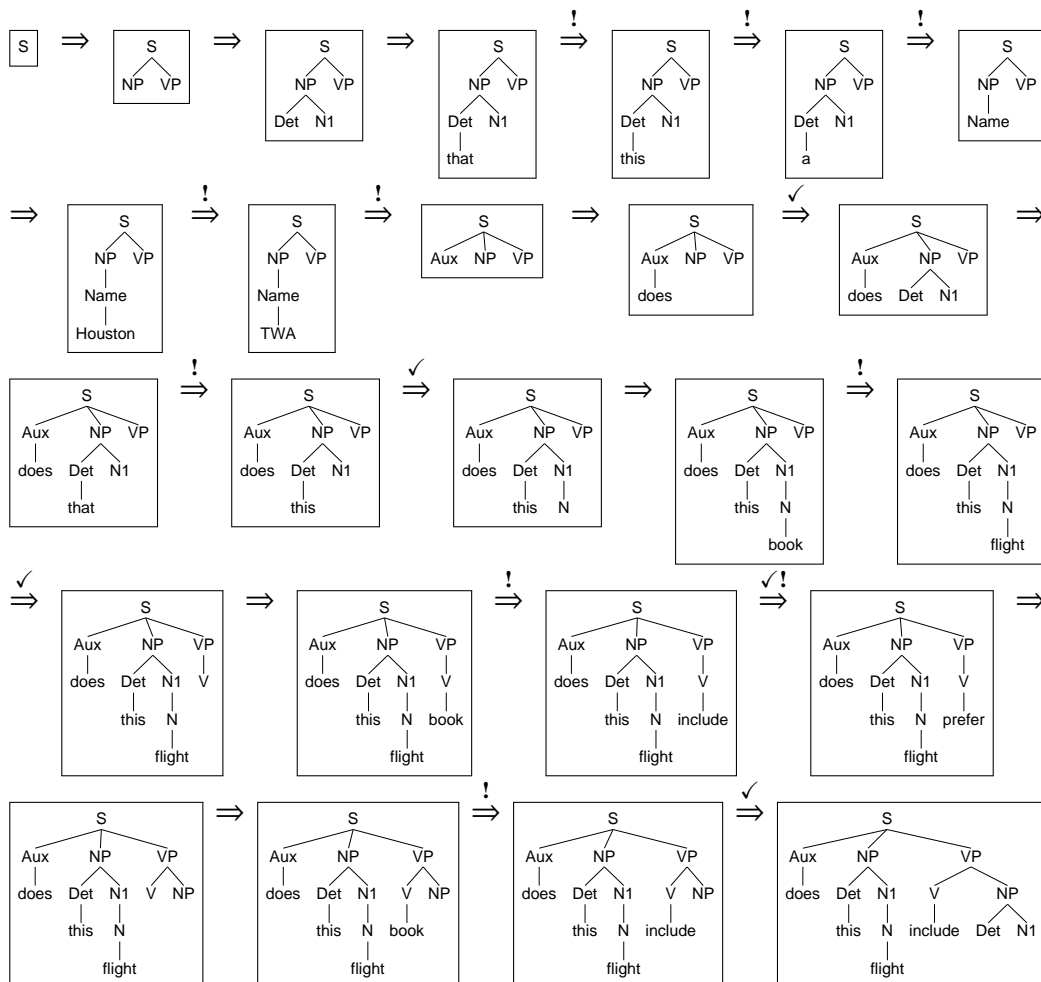 ! ! !
S ⇒ S ⇒ S ⇒ S ⇒ S ⇒ S ⇒ S
NP VP NP VP NP VP NP VP NP VP NP VP
Det N1 Det N1 Det N1 Det N1 Name
that this a
! ! ✓
⇒ S ⇒ S ⇒ S ⇒ S ⇒ S ⇒
NP VP NP VP Aux NP VP Aux NP VP Aux NP VP
Name Name does does Det N1
Houston TWA
! ✓ !
S ⇒ S ⇒ S ⇒ S ⇒ S
Aux NP VP Aux NP VP Aux NP VP Aux NP VP Aux NP VP
does Det N1 does Det N1 does Det N1 does Det N1 does Det N1
that this this N this N this N
book flight
✓ ! ✓!
⇒ S ⇒ S ⇒ S ⇒ S ⇒
Aux NP VP Aux NP VP Aux NP VP Aux NP VP
does Det N1 V does Det N1 V does Det N1 V does Det N1 V
this N this N book this N include this N prefer
flight flight flight flight
! ✓
S ⇒ S ⇒ S ⇒ S
Aux NP VP Aux NP VP Aux NP VP Aux NP VP
does Det N1 V NP does Det N1 V NP does Det N1 V NP does Det N1 V NP
this N this N book this N include this N include Det N1
flight flight flight flight